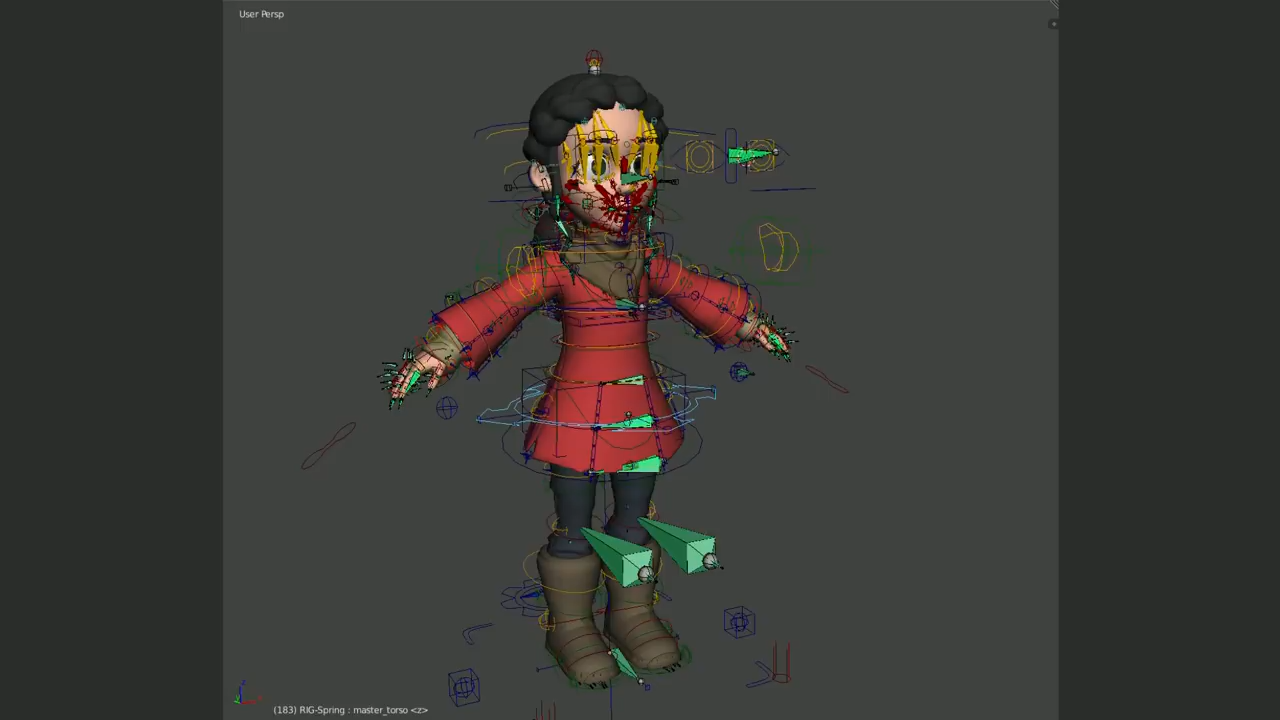 User Persp
(183) RIG-Spring : master_torso <z>